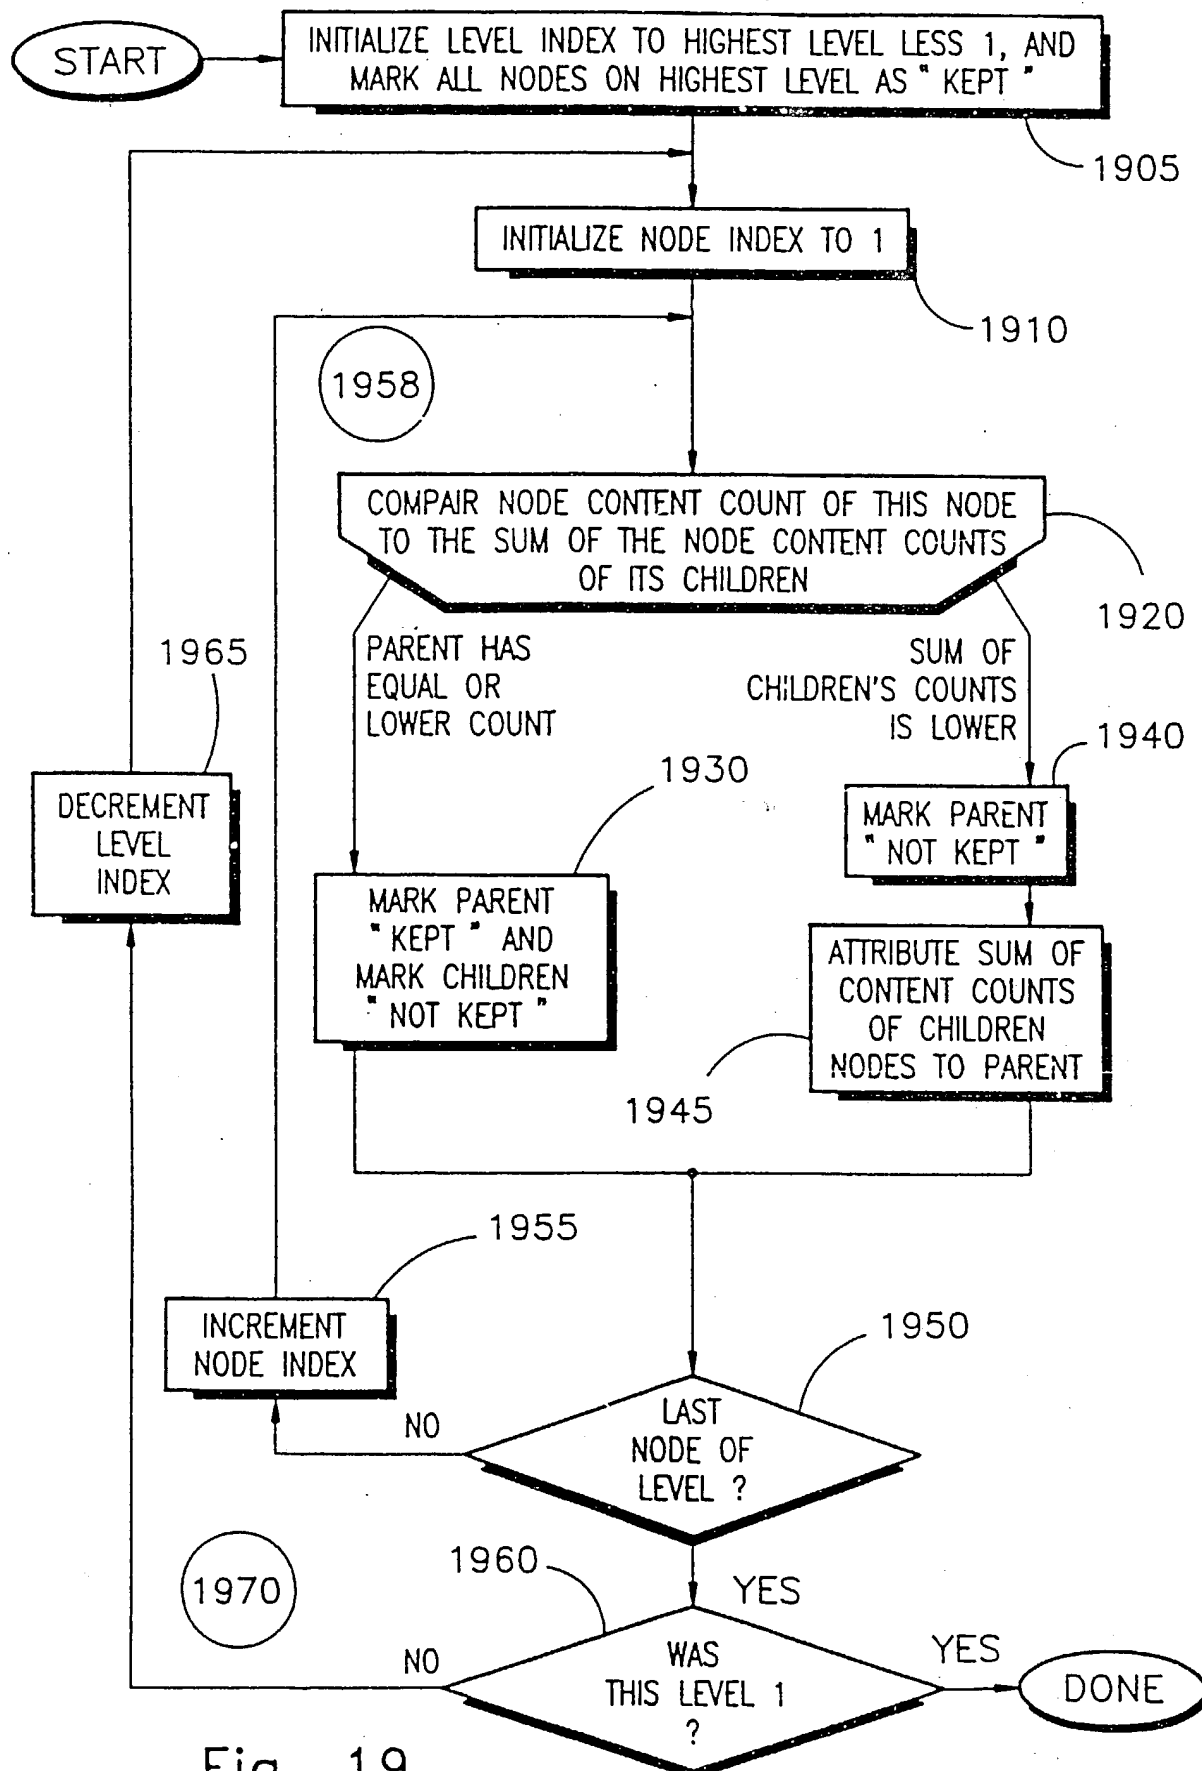 START
INITIALIZE LEVEL INDEX TO HIGHEST LEVEL LESS 1, AND
MARK ALL NODES ON HIGHEST LEVEL AS " KEPT "
1905
INITIALIZE NODE INDEX TO 1
1910
1958
COMPAIR NODE CONTENT COUNT OF THIS NODE
TO THE SUM OF THE NODE CONTENT COUNTS
OF ITS CHILDREN
1920
PARENT HAS
EQUAL OR
LOWER COUNT
SUM OF
CHILDREN'S COUNTS
IS LOWER
1965
DECREMENT
LEVEL
INDEX
1930
MARK PARENT
" KEPT " AND
MARK CHILDREN
" NOT KEPT "
1940
MARK PARENT
" NOT KEPT "
ATTRIBUTE SUM OF
CONTENT COUNTS
OF CHILDREN
NODES TO PARENT
1945
1955
INCREMENT
NODE INDEX
1950
LAST
NODE OF
LEVEL ?
NO
YES
1960
1970
WAS
THIS LEVEL 1
?
NO
YES
DONE
Fig. 19